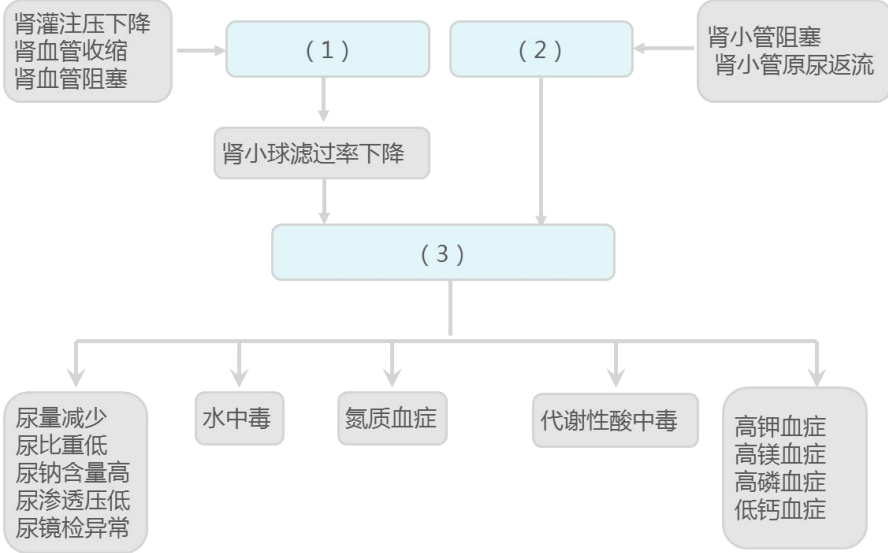 肾灌注压下降
肾血管收缩
肾血管阻塞
（1）
（2）
肾小管阻塞
肾小管原尿返流
肾小球滤过率下降
（3）
尿量减少
尿比重低
尿钠含量高
尿渗透压低
尿镜检异常
水中毒
氮质血症
代谢性酸中毒
高钾血症
高镁血症
高磷血症
低钙血症